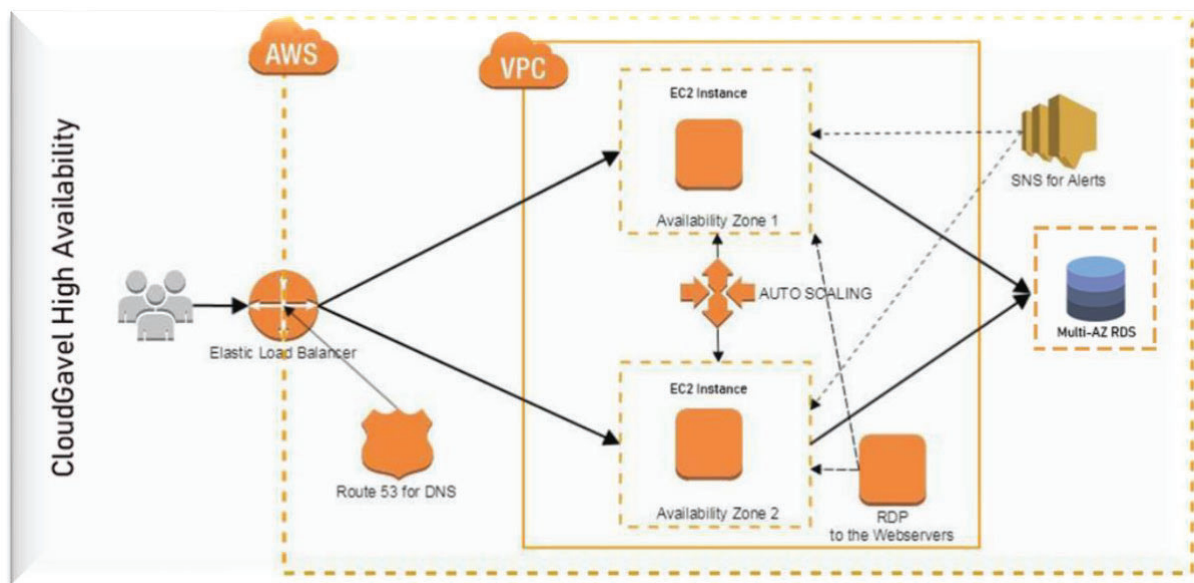 CloudGavel High Availability
AWS
VPC
EC2 Instance
Availability Zone 1
SNS for Alerts
AUTO SCALING
Multi-AZ RDS
Elastic Load Balancer
EC2 Instance
Route 53 for DNS
Availability Zone 2
RDP
to the Webservers